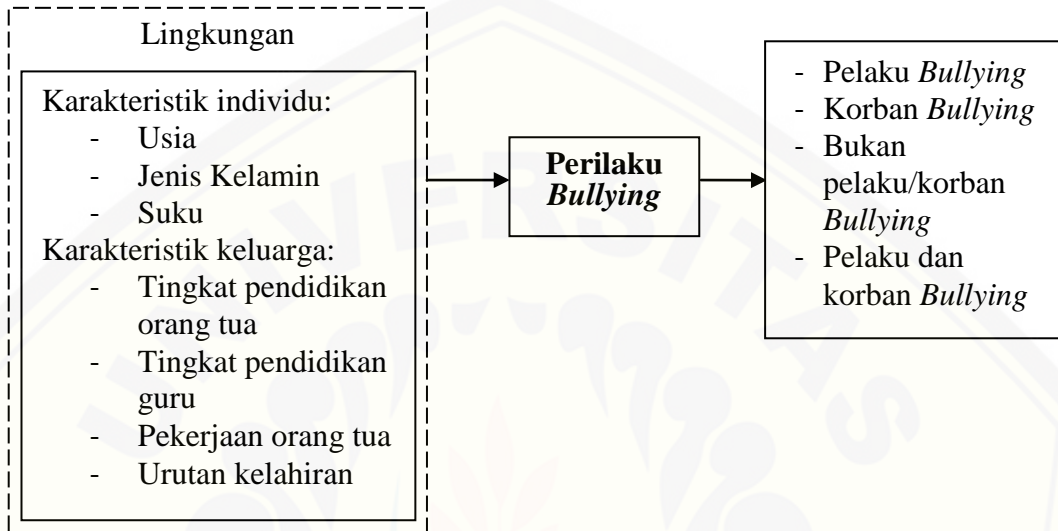 Lingkungan
Karakteristik individu:
- Usia
- Jenis Kelamin
- Suku
Karakteristik keluarga:
- Tingkat pendidikan
orang tua
- Tingkat pendidikan
guru
- Pekerjaan orang tua
- Urutan kelahiran
Perilaku
Bullying
- Pelaku Bullying
- Korban Bullying
- Bukan
pelaku/korban
Bullying
- Pelaku dan
korban Bullying
UNIVERSITAS